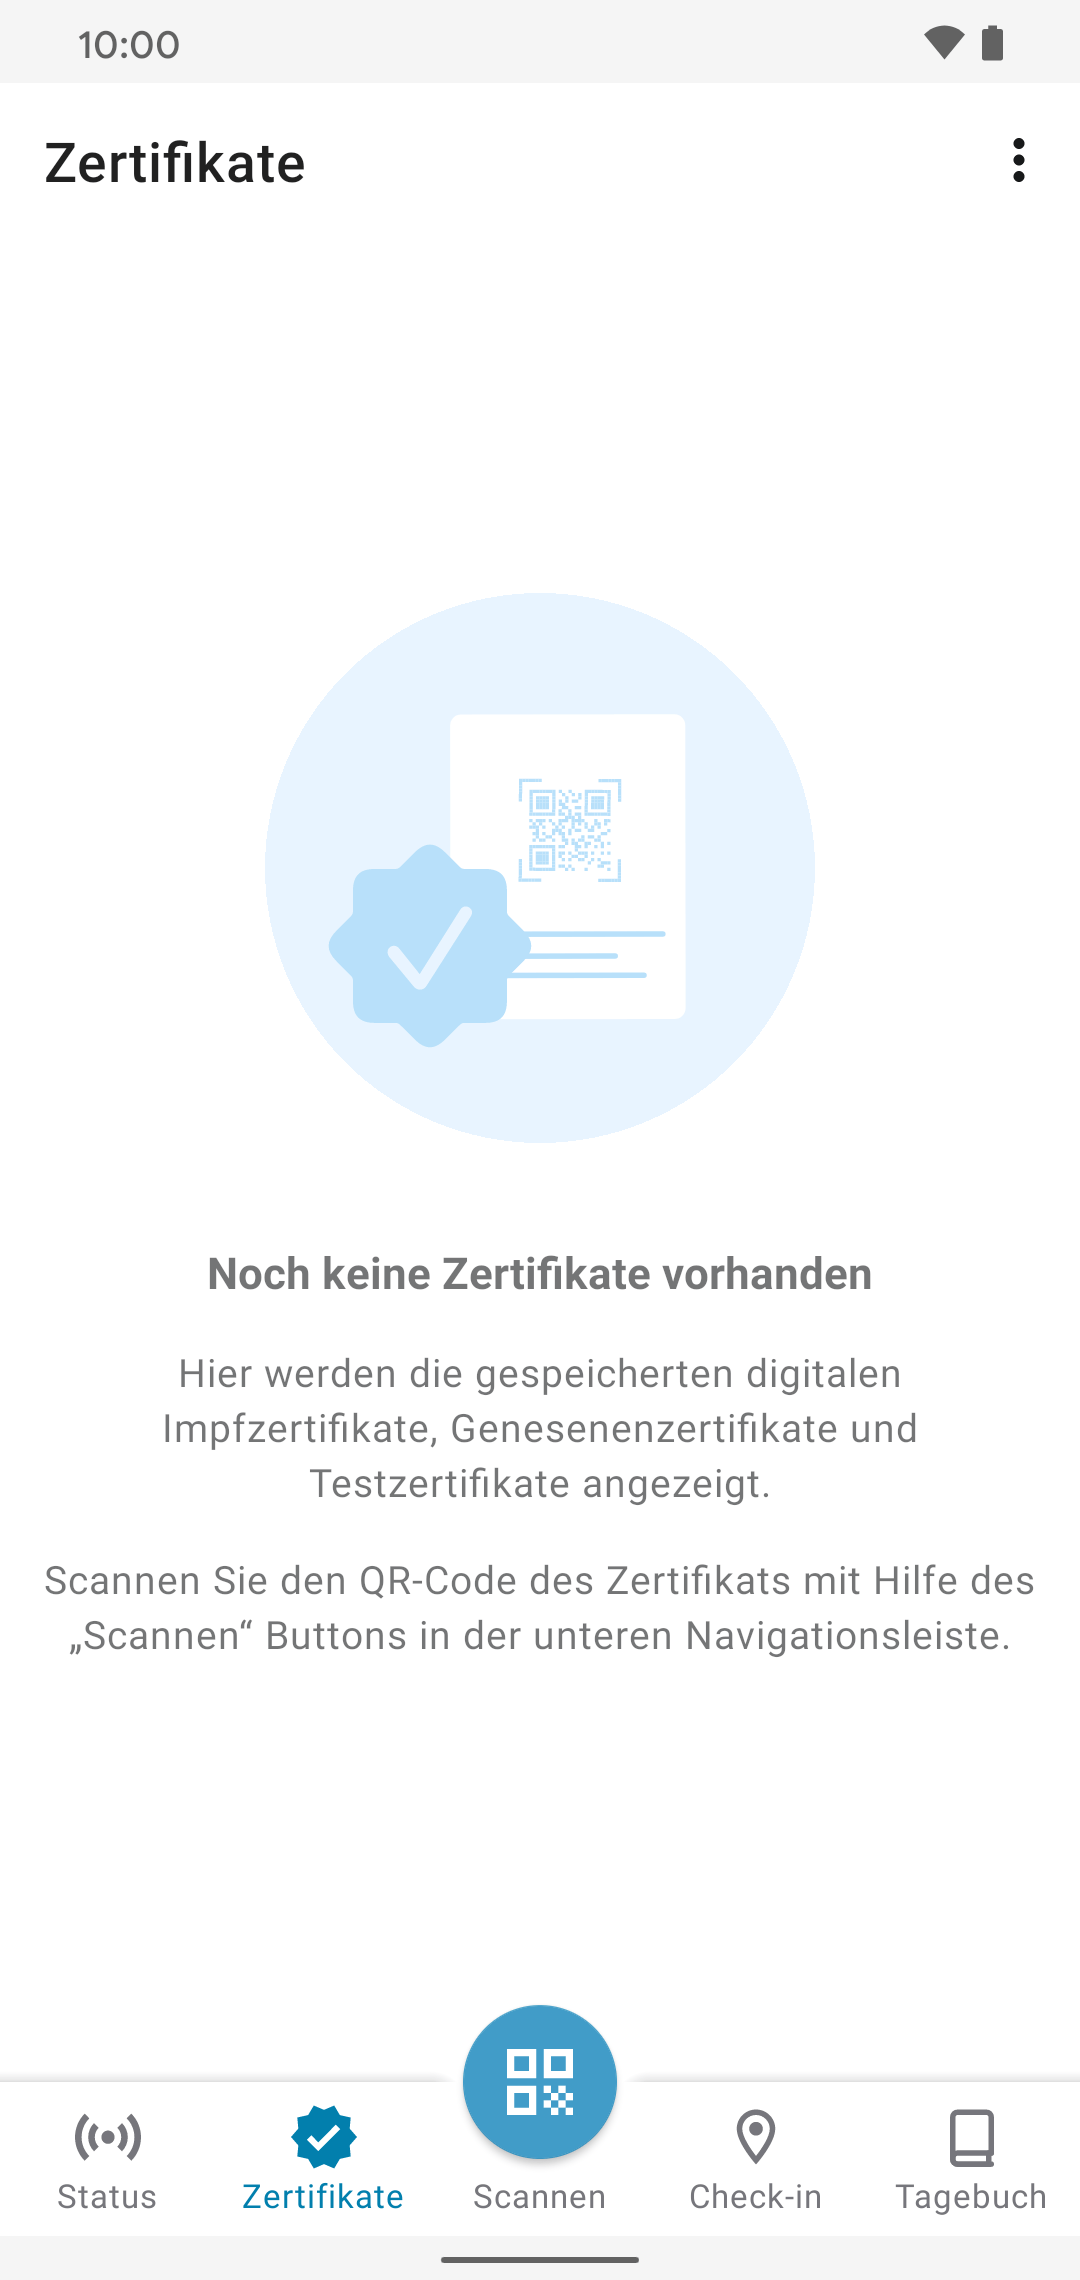 10:00
Zertifikate
Noch keine Zertifikate vorhanden
Hier werden die gespeicherten digitalen
Impfzertifikate, Genesenenzertifikate und
Testzertifikate angezeigt.
Scannen Sie den QR-Code des Zertifikats mit Hilfe des
„Scannen“ Buttons in der unteren Navigationsleiste.
Status
Zertifikate
Scannen
Check-in
Tagebuch